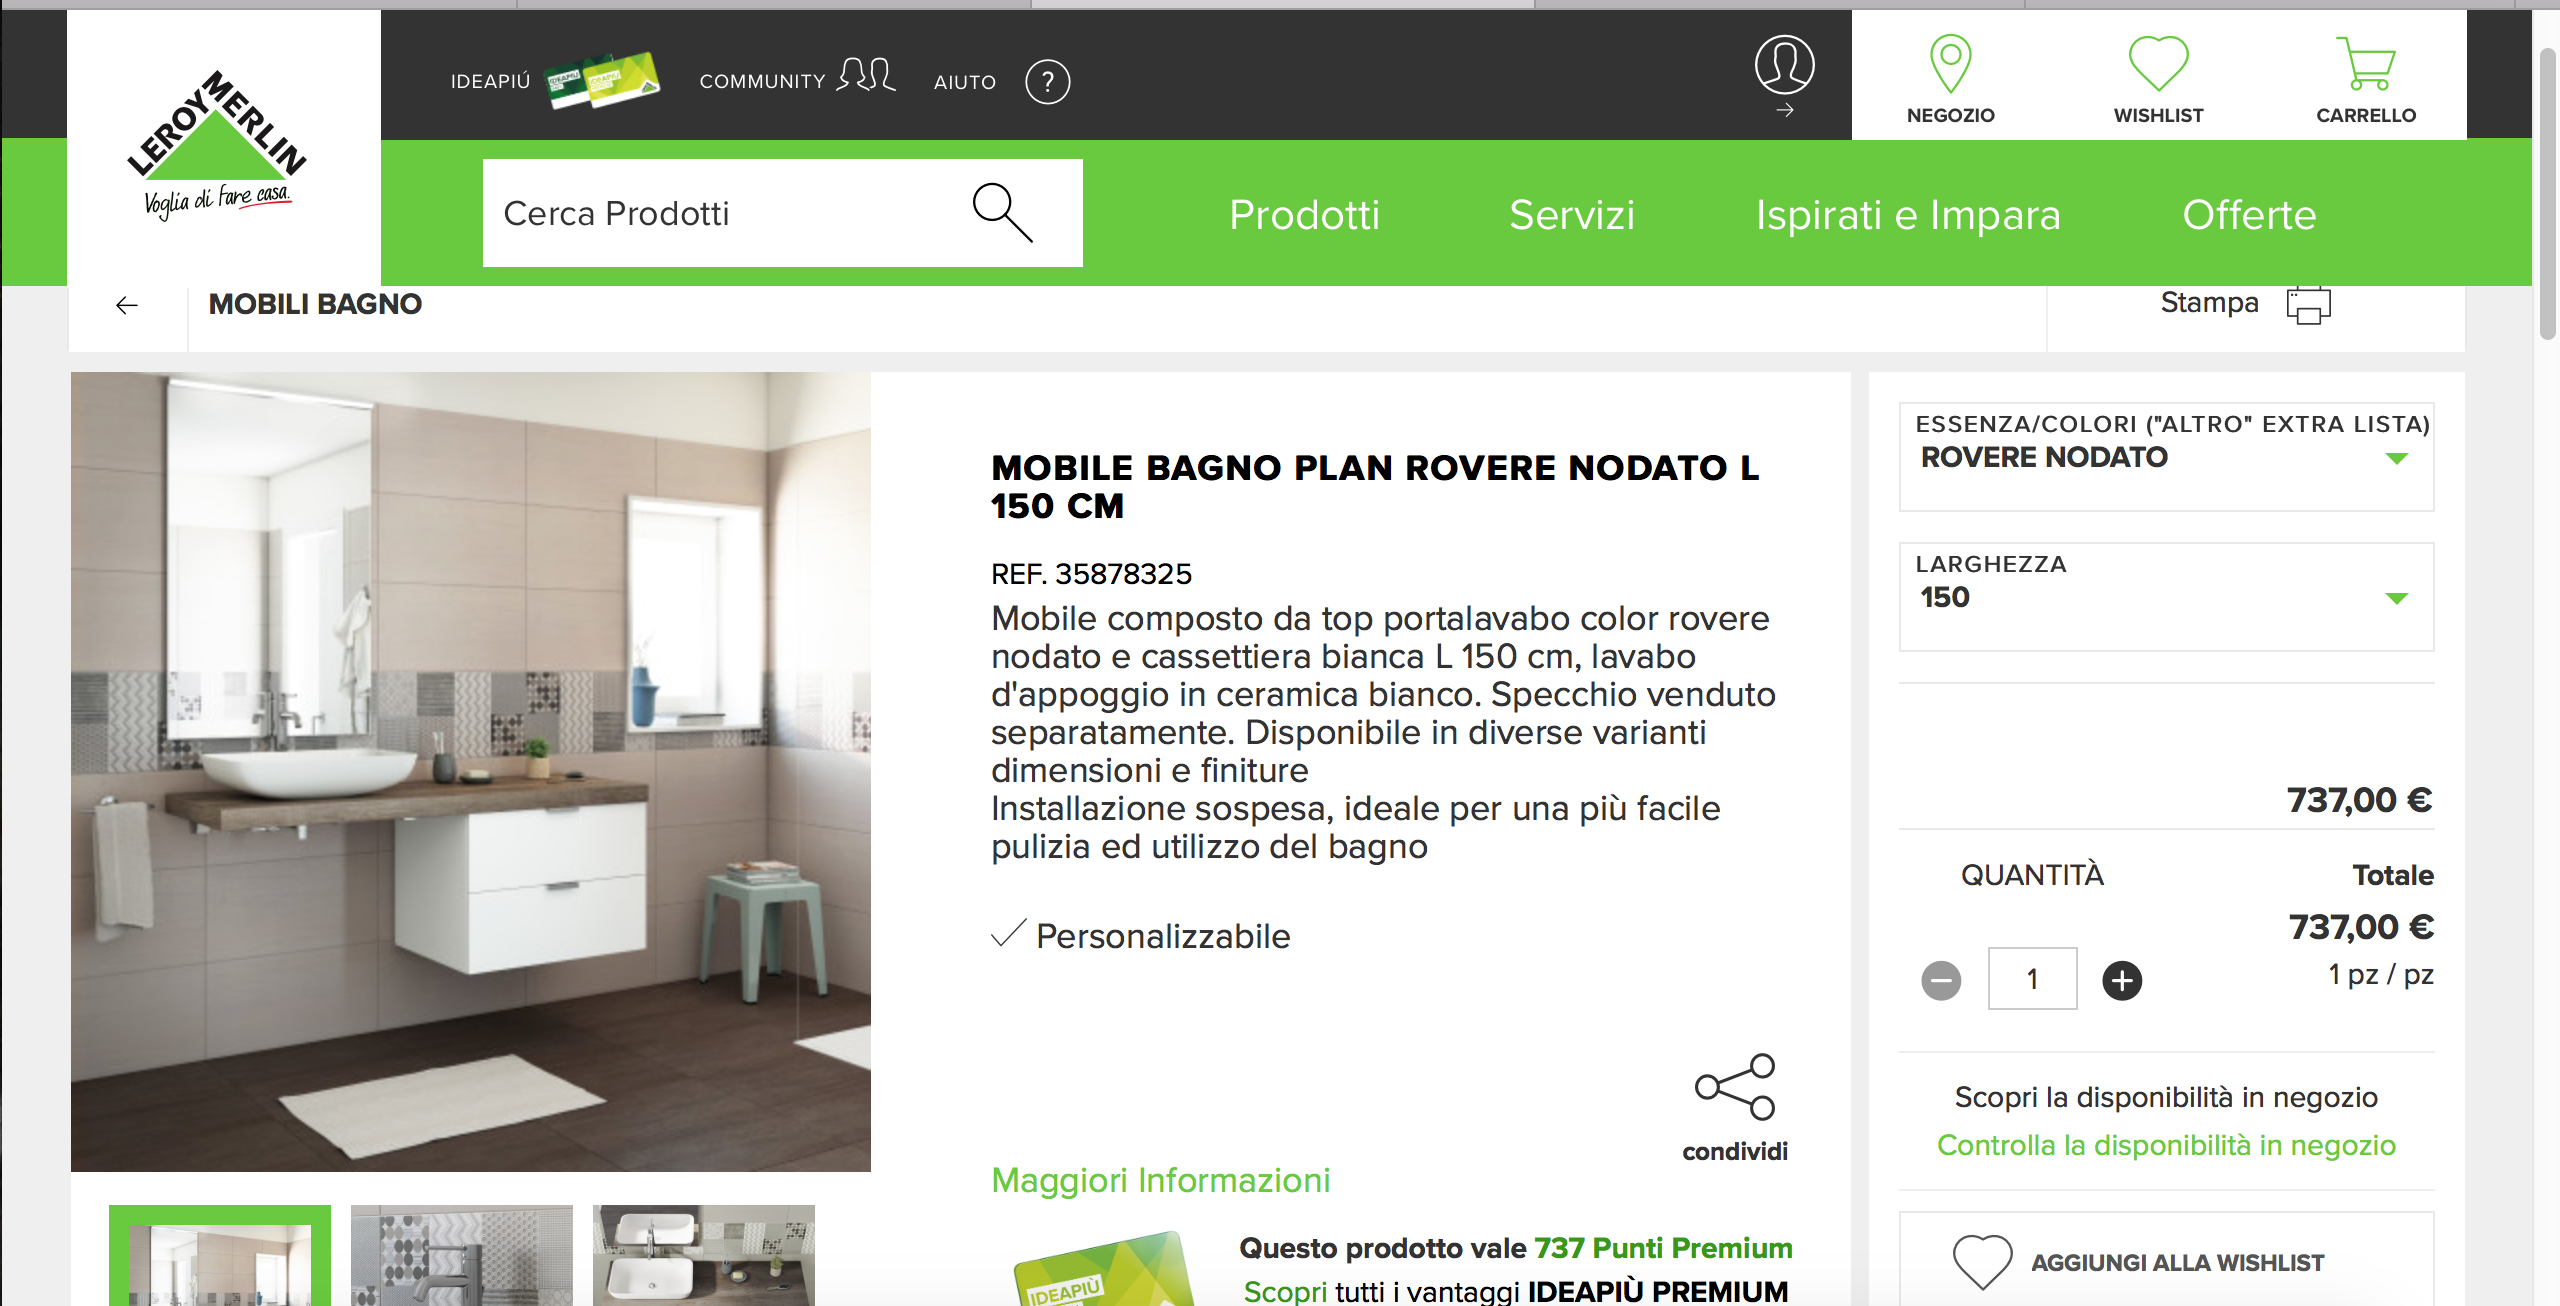 LEROY MERLIN
Voglia di fare casa.
IDEAPIÚ
COMMUNITY
AIUTO
?
NEGOZIO
WISHLIST
CARRELLO
Cerca Prodotti
Prodotti
Servizi
Ispirati e Impara
Offerte
MOBILI BAGNO
Stampa
MOBILE BAGNO PLAN ROVERE NODATO L
150 CM
REF. 35878325
Mobile composto da top portalavabo color rovere
nodato e cassettiera bianca L 150 cm, lavabo
d'appoggio in ceramica bianco. Specchio venduto
separatamente. Disponibile in diverse varianti
dimensioni e finiture
Installazione sospesa, ideale per una più facile
pulizia ed utilizzo del bagno
Personalizzabile
condividi
Maggiori Informazioni
IDEAPIÙ
Questo prodotto vale 737 Punti Premium
Scopri tutti i vantaggi IDEAPIÙ PREMIUM
ESSENZA/COLORI ("ALTRO" EXTRA LISTA)
ROVERE NODATO
LARGHEZZA
150
737,00 €
QUANTITÀ
Totale
737,00 €
1
1 pz / pz
Scopri la disponibilità in negozio
Controlla la disponibilità in negozio
AGGIUNGI ALLA WISHLIST